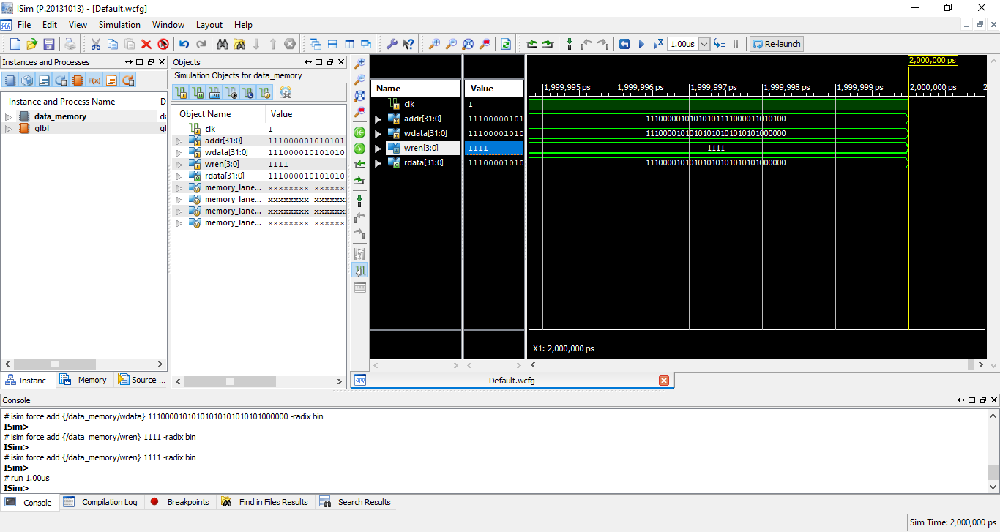 ISim (P.20131013) - [Default.wcfg]
File Edit View Simulation Window Layout Help
1.00us Re-launch
Instances and Processes
Instance and Process Name
data_memory
glbl
Instanc... Memory Source ...
Objects
Simulation Objects for data_memory
Object Name Value
clk 1
addr[31:0] 111000001010101
wdata[31:0] 111000010101010
wren[3:0] 1111
rdata[31:0] 111000010101010
memory_lane... xxxxxxxx xxxxxx
memory_lane... xxxxxxxx xxxxxx
memory_lane... xxxxxxxx xxxxxx
memory_lane... xxxxxxxx xxxxxx
Name Value
clk 1
addr[31:0] 11100000101
wdata[31:0] 11100001010
wren[3:0] 1111
rdata[31:0] 11100001010
2,000,000 ps
1,999,995 ps 1,999,996 ps 1,999,997 ps 1,999,998 ps 1,999,999 ps 2,000,000 ps 2
11100000101010101111000011010100
11100001010101010101010101000000
1111
11100001010101010101010101000000
X1: 2,000,000 ps
Default.wcfg
Console
# isim force add {/data_memory/wdata} 11100001010101010101010101000000 -radix bin
ISim>
# isim force add {/data_memory/wren} 1111 -radix bin
ISim>
# isim force add {/data_memory/wren} 1111 -radix bin
ISim>
# run 1.00us
ISim>
Console Compilation Log Breakpoints Find in Files Results Search Results
Sim Time: 2,000,000 ps